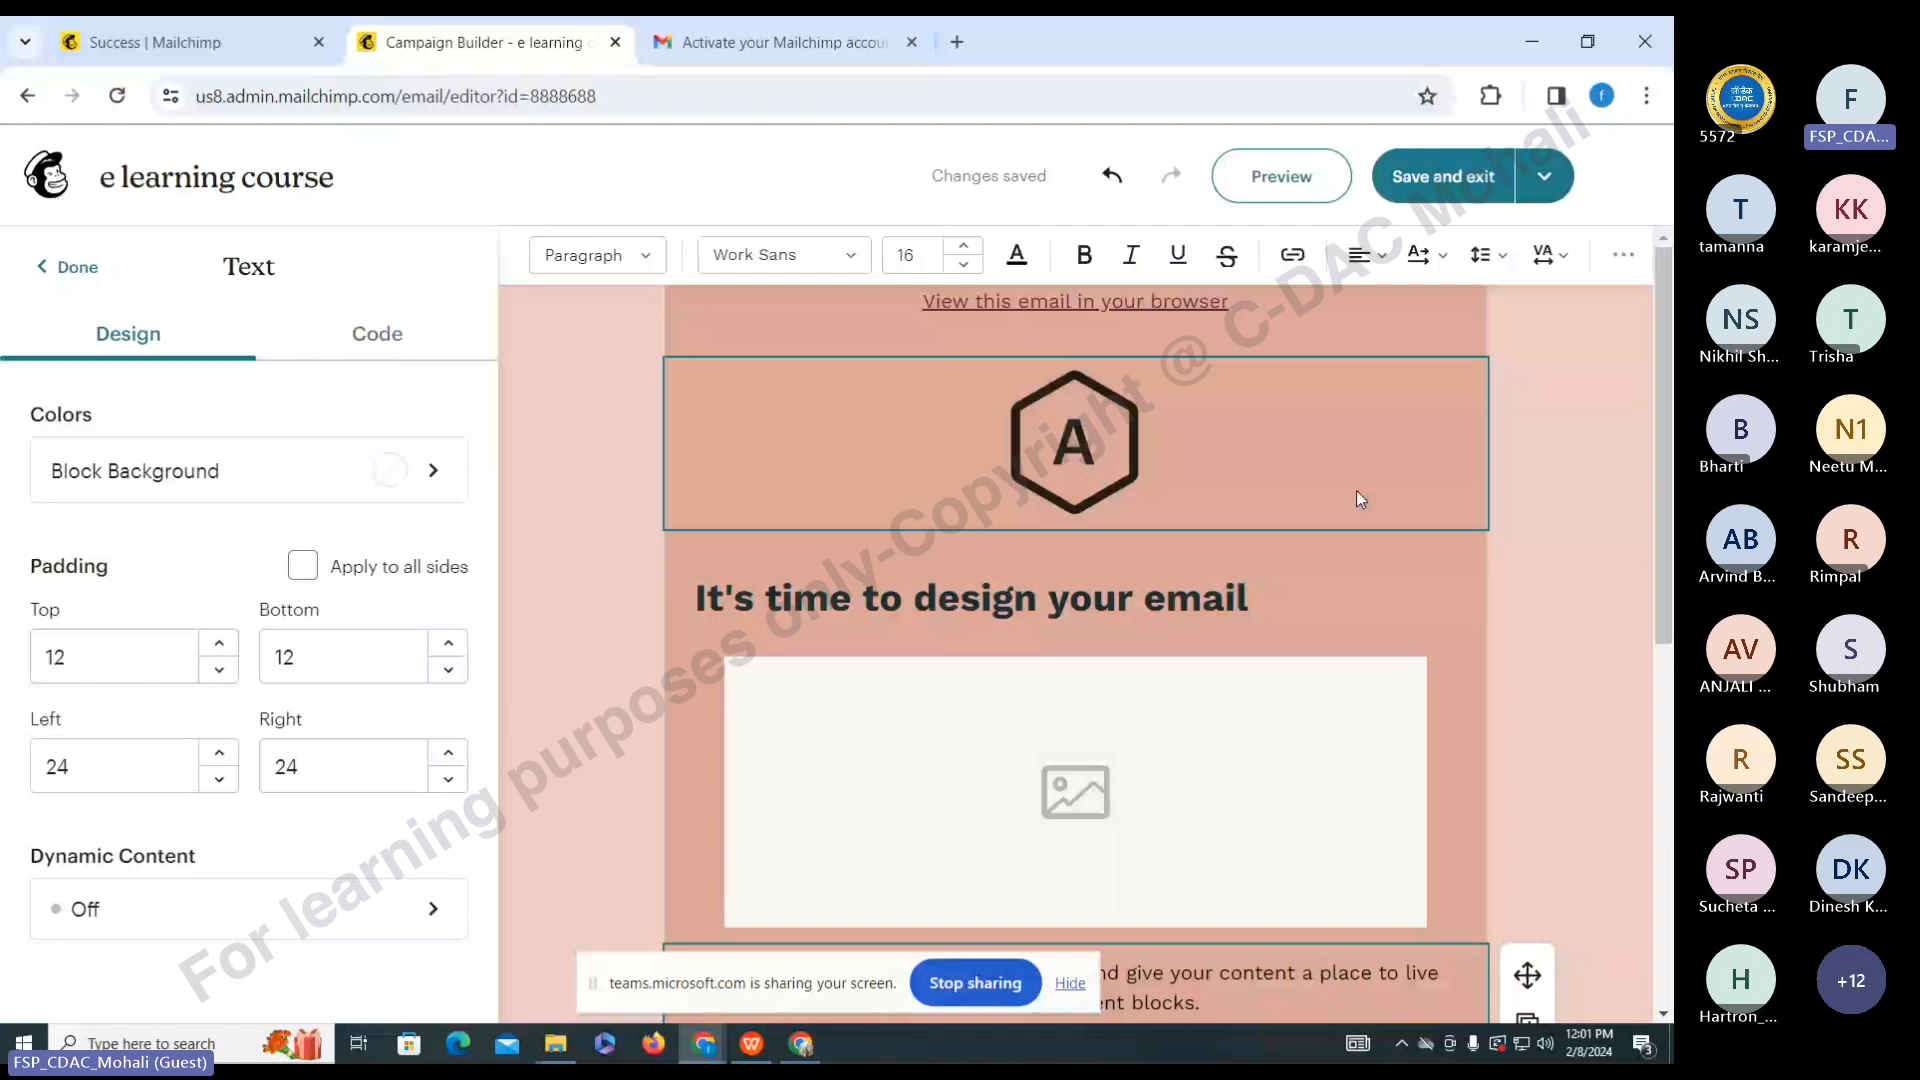 Success | Mailchimp
Campaign Builder - e learning c
Activate your Mailchimp accou
us8.admin.mailchimp.com/email/editor?id=8888688
f
e learning course
Changes saved
Preview
Save and exit
Done
Text
Design
Code
Paragraph
Work Sans
16
A
B
I
U
S
A
VA
Colors
Block Background
Padding
Apply to all sides
Top
Bottom
12
12
Left
Right
24
24
Dynamic Content
Off
View this email in your browser
A
It's time to design your email
nd give your content a place to live
ent blocks.
teams.microsoft.com is sharing your screen.
Stop sharing
Hide
For learning purposes only-Copyright @ C-DAC Mohali
Type here to search
12:01 PM
2/8/2024
3
FSP_CDAC_Mohali (Guest)
5572
F
FSP_CDA...
T
tamanna
KK
karamje...
NS
Nikhil Sh...
T
Trisha
B
Bharti
N1
Neetu M...
AB
Arvind B...
R
Rimpal
AV
ANJALI ...
S
Shubham
R
Rajwanti
SS
Sandeep...
SP
Sucheta ...
DK
Dinesh K...
H
Hartron_...
+12